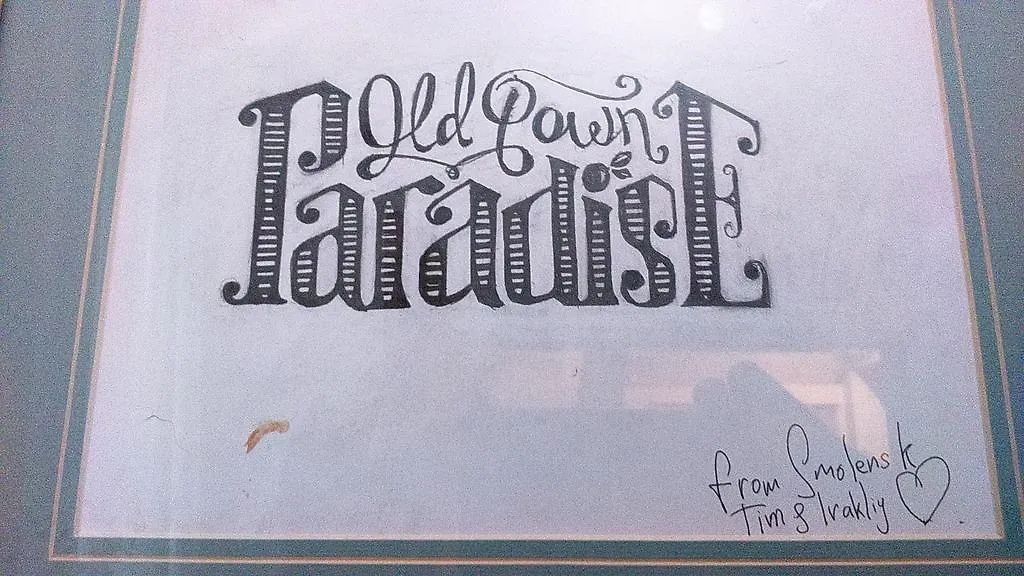 Old Town
ParadisE
from Smolensk
Tim & Irakliy